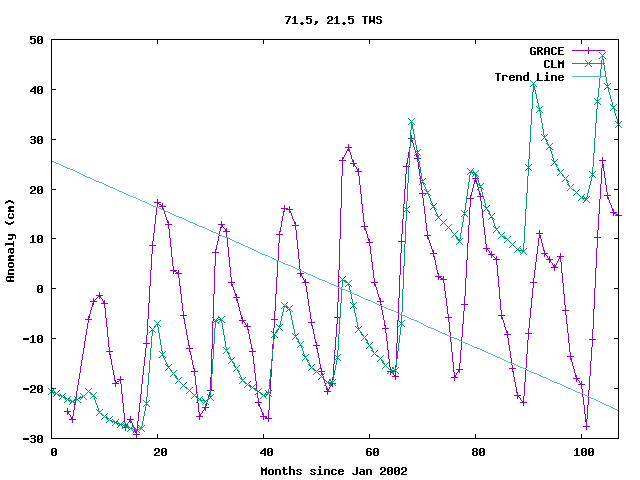 71.5, 21.5 TWS
GRACE
CLM
Trend Line
50
40
30
20
10
0
-10
-20
-30
Anomaly (cm)
0 20 40 60 80 100
Months since Jan 2002